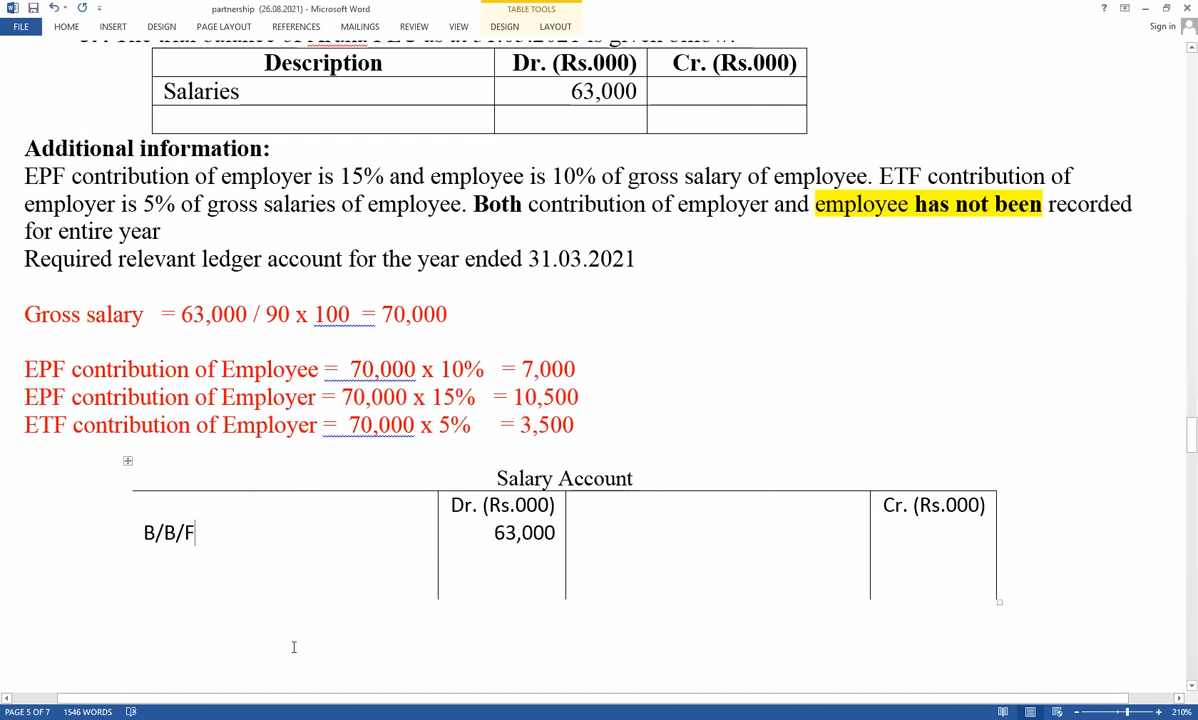 partnership (26.08.2021) - Microsoft Word
TABLE TOOLS
FILE HOME INSERT DESIGN PAGE LAYOUT REFERENCES MAILINGS REVIEW VIEW DESIGN LAYOUT
Sign in
Description Dr. (Rs.000) Cr. (Rs.000)
Salaries 63,000
Additional information:
EPF contribution of employer is 15% and employee is 10% of gross salary of employee. ETF contribution of
employer is 5% of gross salaries of employee. Both contribution of employer and employee has not been recorded
for entire year
Required relevant ledger account for the year ended 31.03.2021
Gross salary = 63,000 / 90 x 100 = 70,000
EPF contribution of Employee = 70,000 x 10% = 7,000
EPF contribution of Employer = 70,000 x 15% = 10,500
ETF contribution of Employer = 70,000 x 5% = 3,500
Salary Account
Dr. (Rs.000) Cr. (Rs.000)
B/B/F 63,000
PAGE 5 OF 7 1546 WORDS 210%